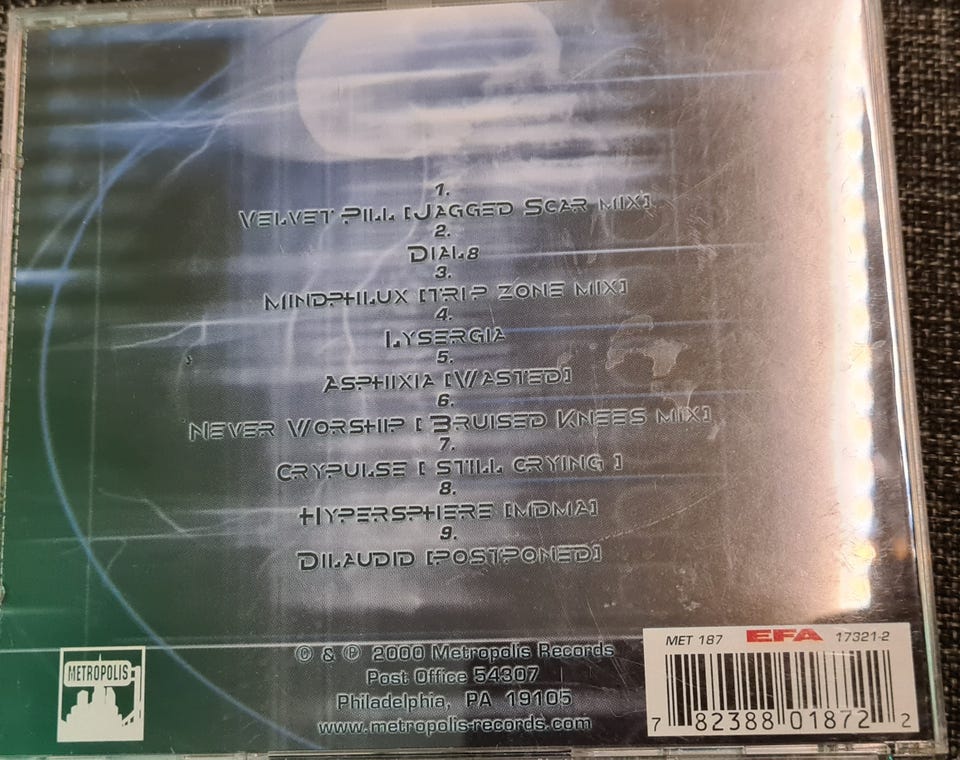 1.
Velvet Pill [Jagged Scar mix]
2.
Dial8
3.
Mindphilux [trip zone mix]
4.
Lysergia
5.
Asphixia [Wasted]
6.
Never Worship [ Bruised Knees mix]
7.
Crypulse [ still crying ]
8.
Hypersphere [mdma]
9.
Dilaudid [postponed]
METROPOLIS
© & ℗ 2000 Metropolis Records
Post Office 54307
Philadelphia, PA 19105
www.metropolis-records.com
MET 187 EFA 17321-2
7 82388 01872 2